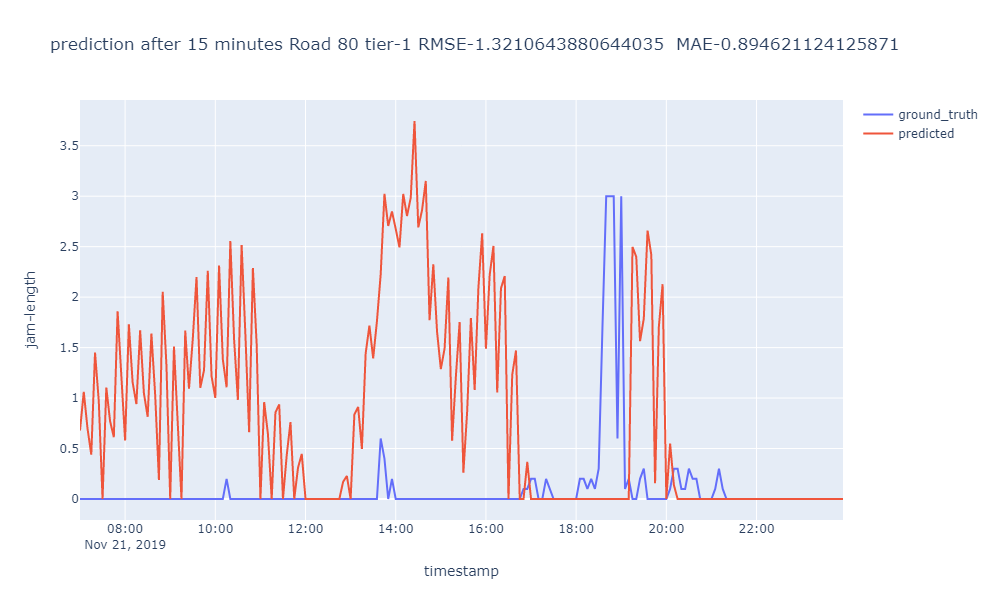 prediction after 15 minutes Road 80 tier-1 RMSE-1.3210643880644035  MAE-0.894621124125871
ground_truth
predicted
3.5
3
2.5
2
1.5
1
0.5
0
jam-length
08:00 10:00 12:00 14:00 16:00 18:00 20:00 22:00
Nov 21, 2019
timestamp